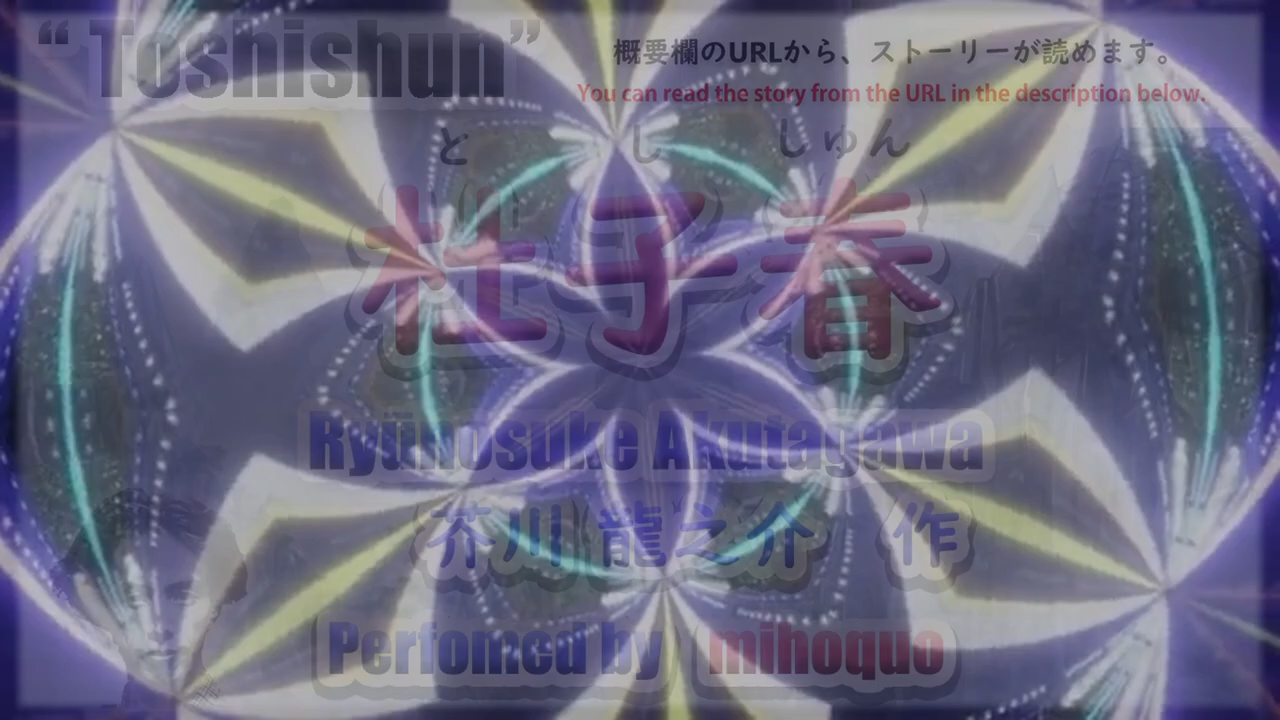 “Toshishun”
概要欄のURLから、ストーリーが読めます。
You can read the story from the URL in the description below.
と し しゅん
杜子春
Ryūnosuke Akutagawa
芥川 龍之介 作
Perfomed by mihoquo